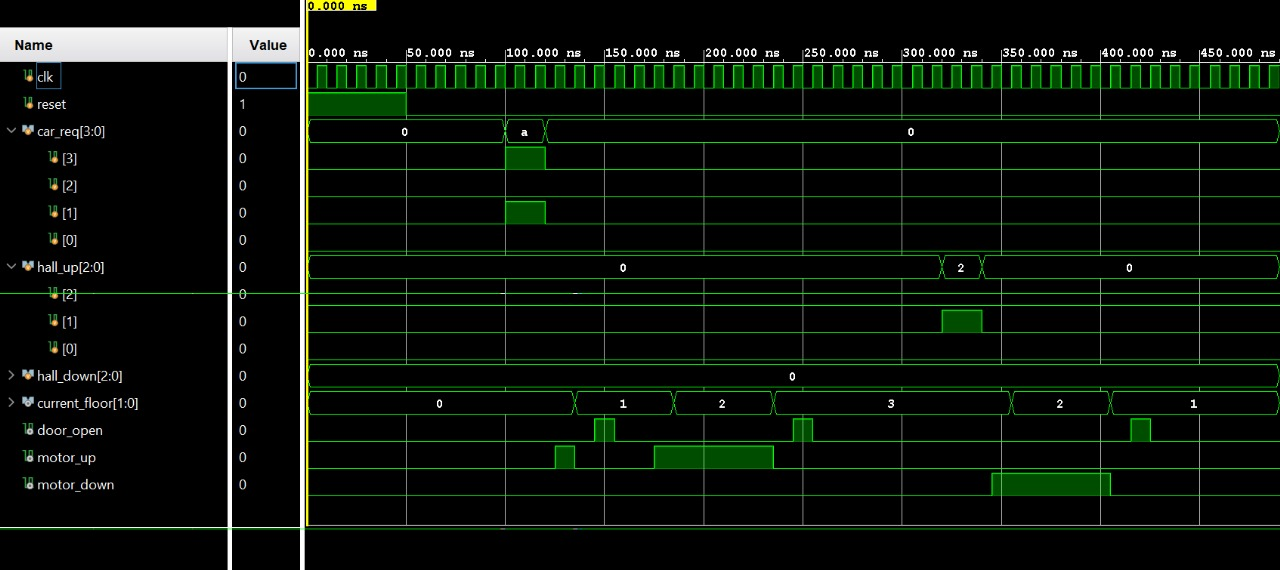 0.000 ns
Name Value
0.000 ns 50.000 ns 100.000 ns 150.000 ns 200.000 ns 250.000 ns 300.000 ns 350.000 ns 400.000 ns 450.000 ns
clk 0
reset 1
car_req[3:0] 0 0 a 0
[3] 0
[2] 0
[1] 0
[0] 0
hall_up[2:0] 0 0 2 0
[2] 0
[1] 0
[0] 0
hall_down[2:0] 0 0
current_floor[1:0] 0 0 1 2 3 2 1
door_open 0
motor_up 0
motor_down 0